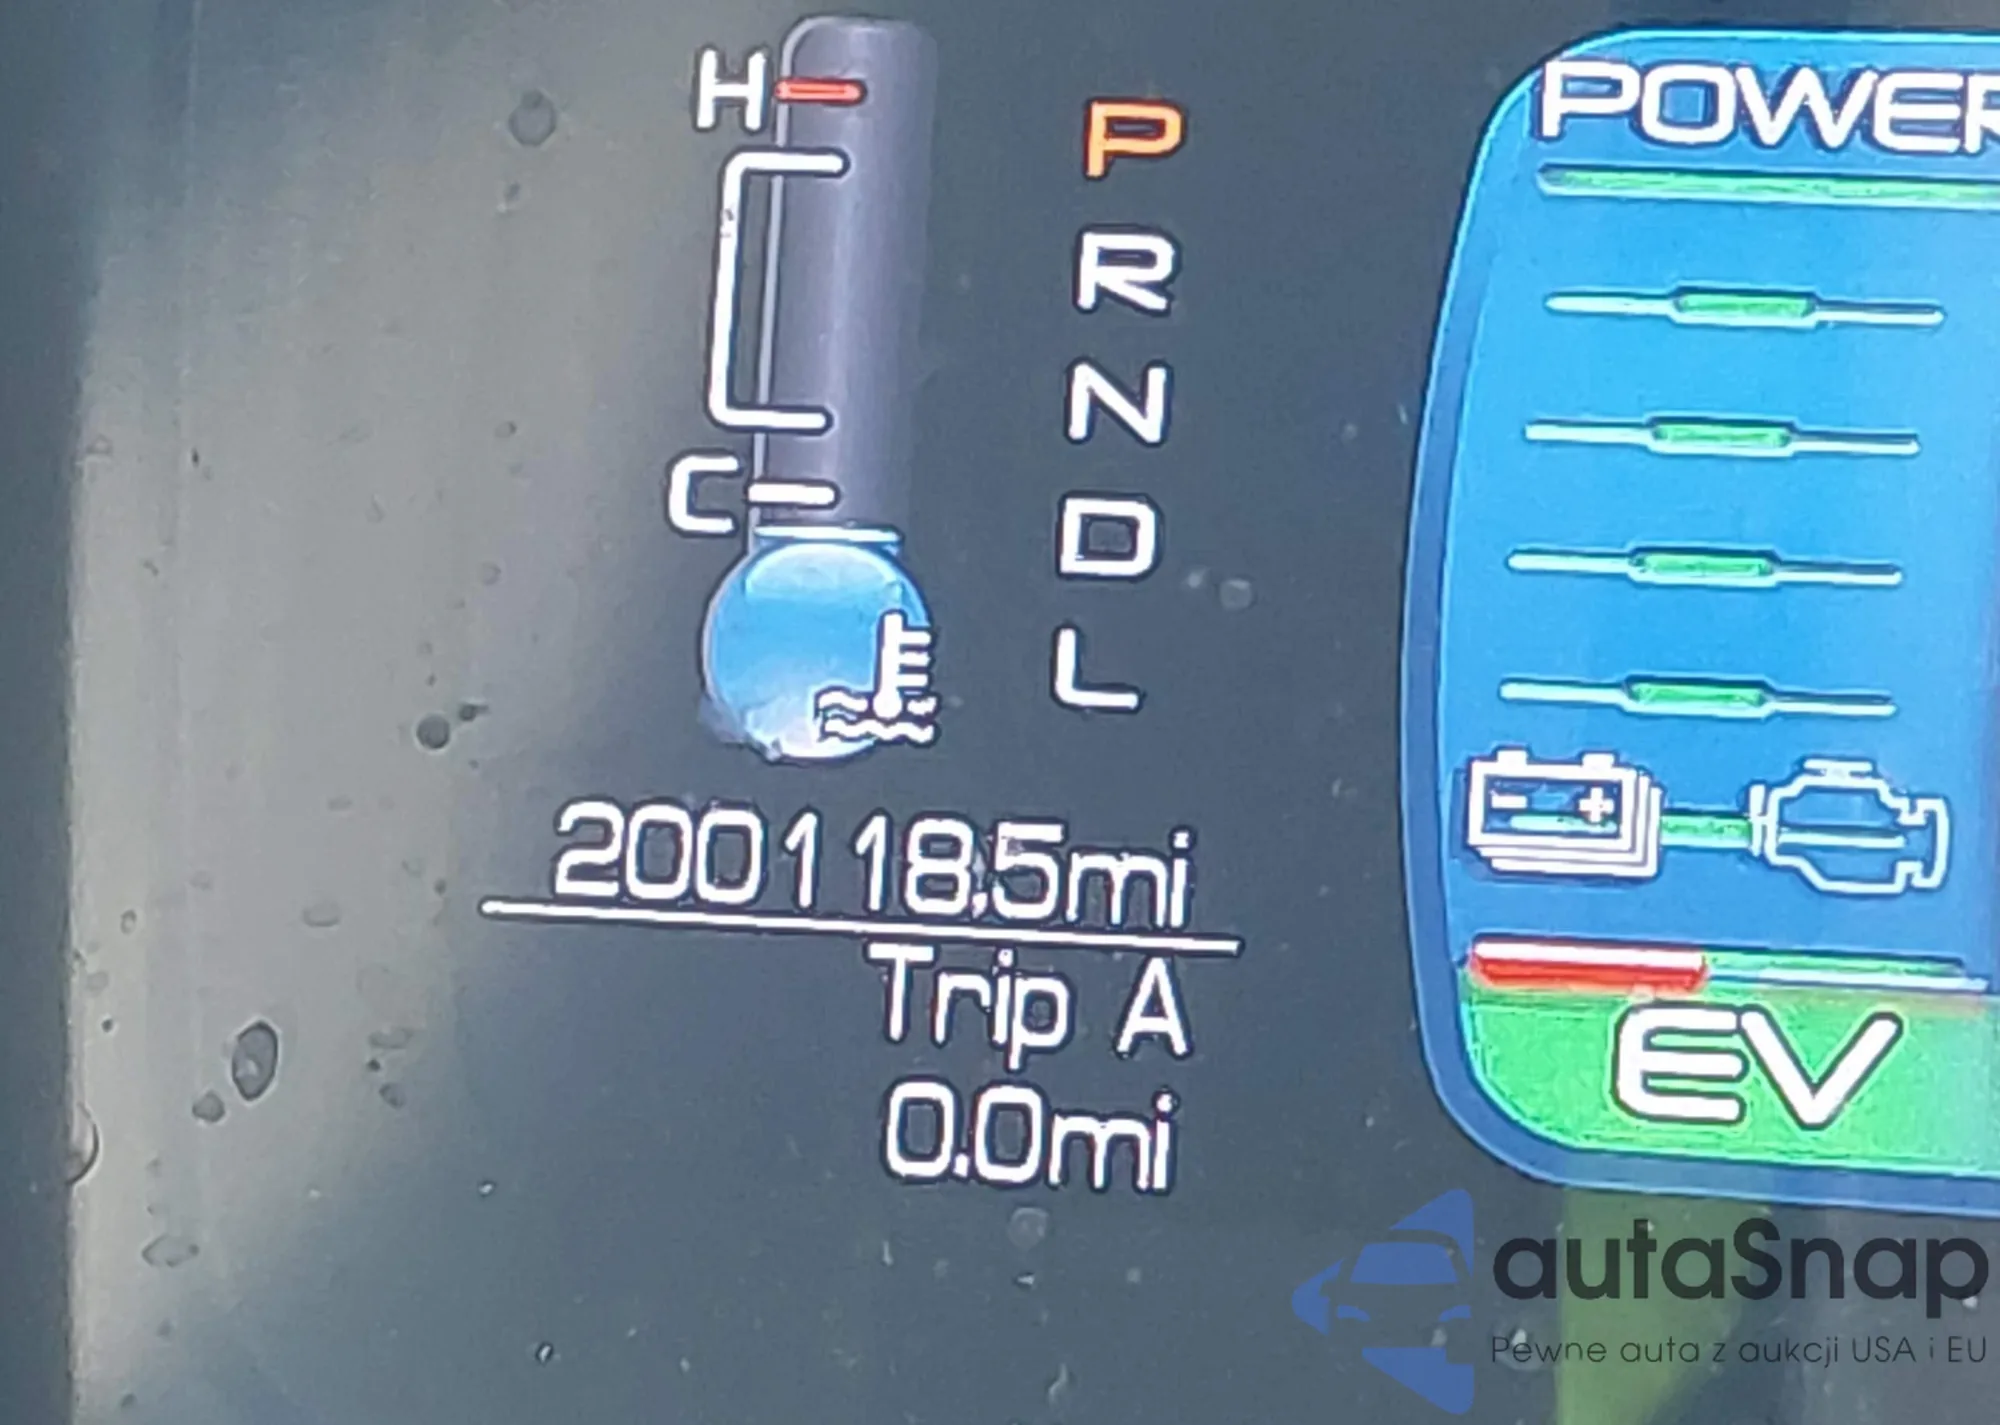 H
C
P
R
N
D
L
200118.5mi
Trip A
0.0mi
POWER
- +
EV
autaSnap
Pewne auta z aukcji USA i EU